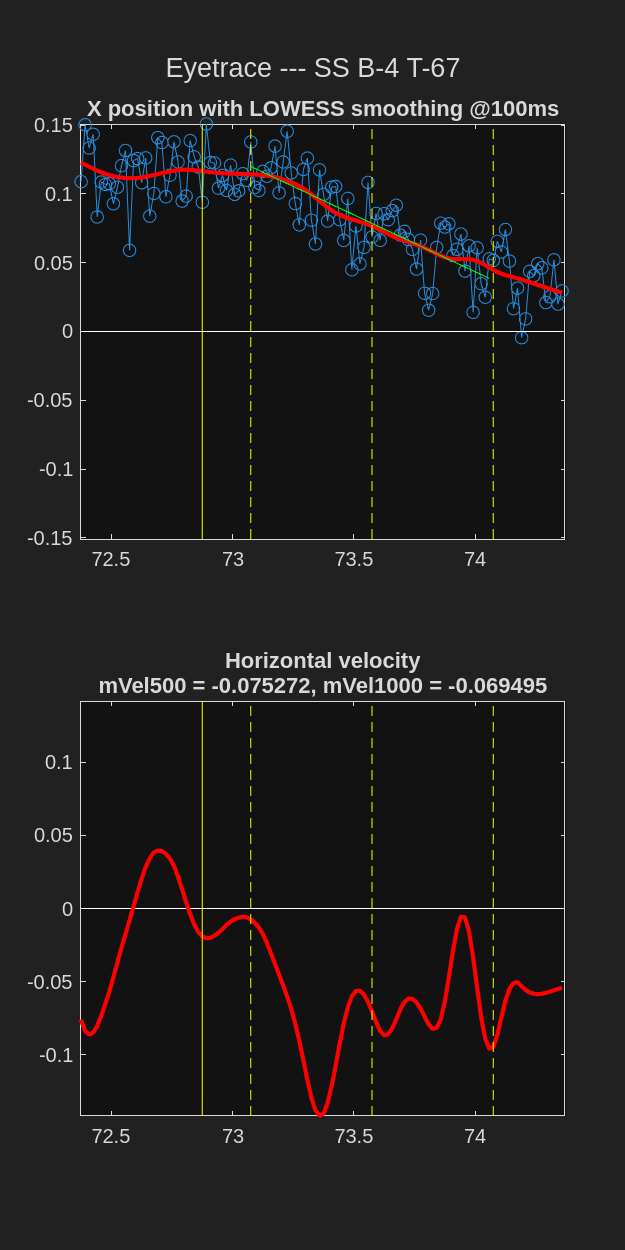 Eyetrace --- SS B-4 T-67
X position with LOWESS smoothing @100ms
0.15
0.1
0.05
0
-0.05
-0.1
-0.15
72.5 73 73.5 74
Horizontal velocity
mVel500 = -0.075272, mVel1000 = -0.069495
0.1
0.05
0
-0.05
-0.1
72.5 73 73.5 74